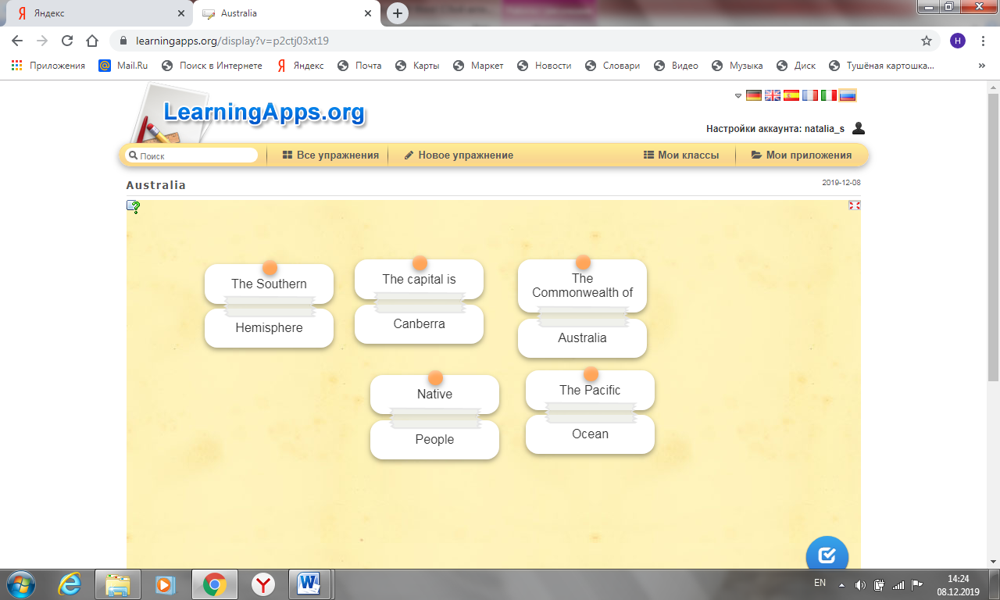 Яндекс
Australia
learningapps.org/display?v=p2ctj03xt19
H
Приложения
Mail.Ru
Поиск в Интернете
Яндекс
Почта
Карты
Маркет
Новости
Словари
Видео
Музыка
Диск
Тушёная картошка...
LearningApps.org
Настройки аккаунта: natalia_s
Поиск
Все упражнения
Новое упражнение
Мои классы
Мои приложения
Australia
2019-12-08
The Southern
Hemisphere
The capital is
Canberra
The
Commonwealth of
Australia
Native
People
The Pacific
Ocean
EN
14:24
08.12.2019